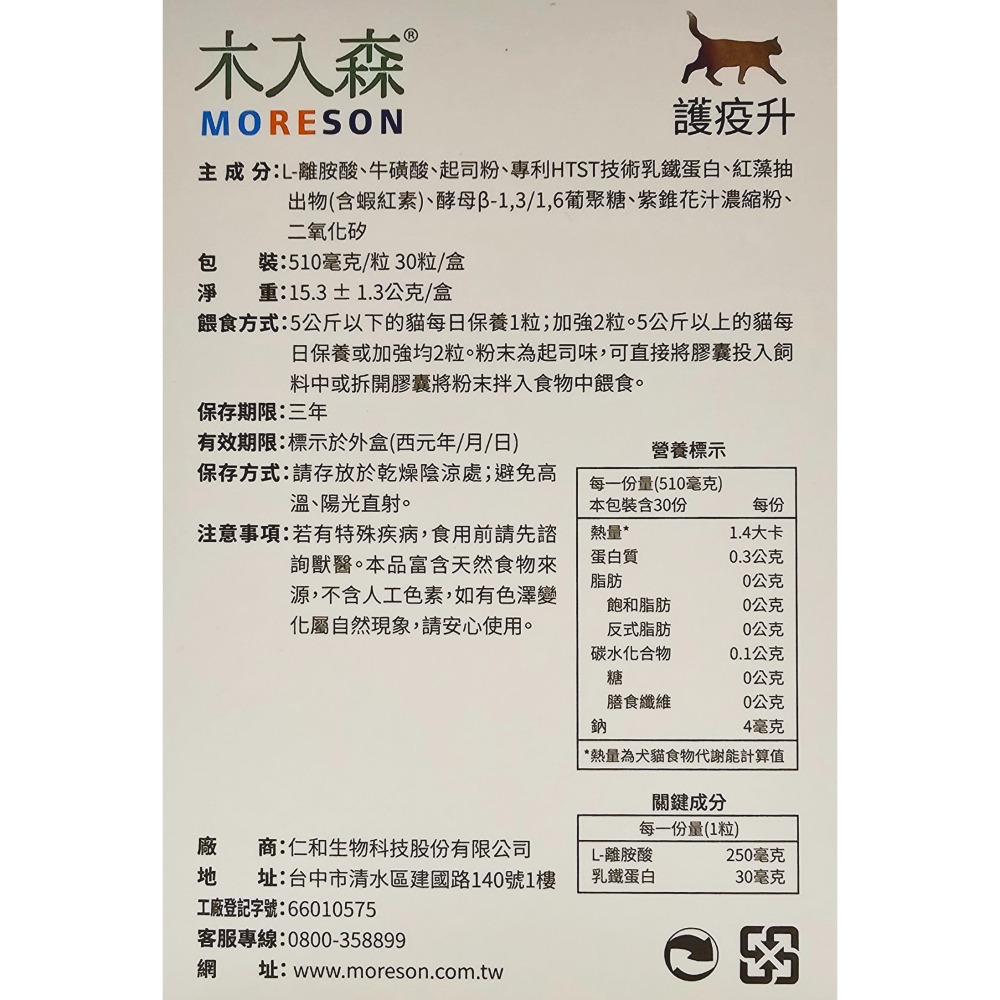 木入森®
MORESON
護疫升
主成分:L-離胺酸、牛磺酸、起司粉、專利HTST技術乳鐵蛋白、紅藻抽
出物(含蝦紅素)、酵母β-1,3/1,6葡聚糖、紫錐花汁濃縮粉、
二氧化矽
包 裝:510毫克/粒 30粒/盒
淨 重:15.3 ± 1.3公克/盒
餵食方式:5公斤以下的貓每日保養1粒;加強2粒。5公斤以上的貓每
日保養或加強均2粒。粉末為起司味,可直接將膠囊投入飼
料中或拆開膠囊將粉末拌入食物中餵食。
保存期限:三年
有效期限:標示於外盒(西元年/月/日)
保存方式:請存放於乾燥陰涼處;避免高
溫、陽光直射。
注意事項:若有特殊疾病,食用前請先諮
詢獸醫。本品富含天然食物來
源,不含人工色素,如有色澤變
化屬自然現象,請安心使用。
營養標示
每一份量(510毫克)
本包裝含30份 每份
熱量* 1.4大卡
蛋白質 0.3公克
脂肪 0公克
飽和脂肪 0公克
反式脂肪 0公克
碳水化合物 0.1公克
糖 0公克
膳食纖維 0公克
鈉 4毫克
*熱量為犬貓食物代謝能計算值
關鍵成分
每一份量(1粒)
L-離胺酸 250毫克
乳鐵蛋白 30毫克
廠 商:仁和生物科技股份有限公司
地 址:台中市清水區建國路140號1樓
工廠登記字號:66010575
客服專線:0800-358899
網 址:www.moreson.com.tw